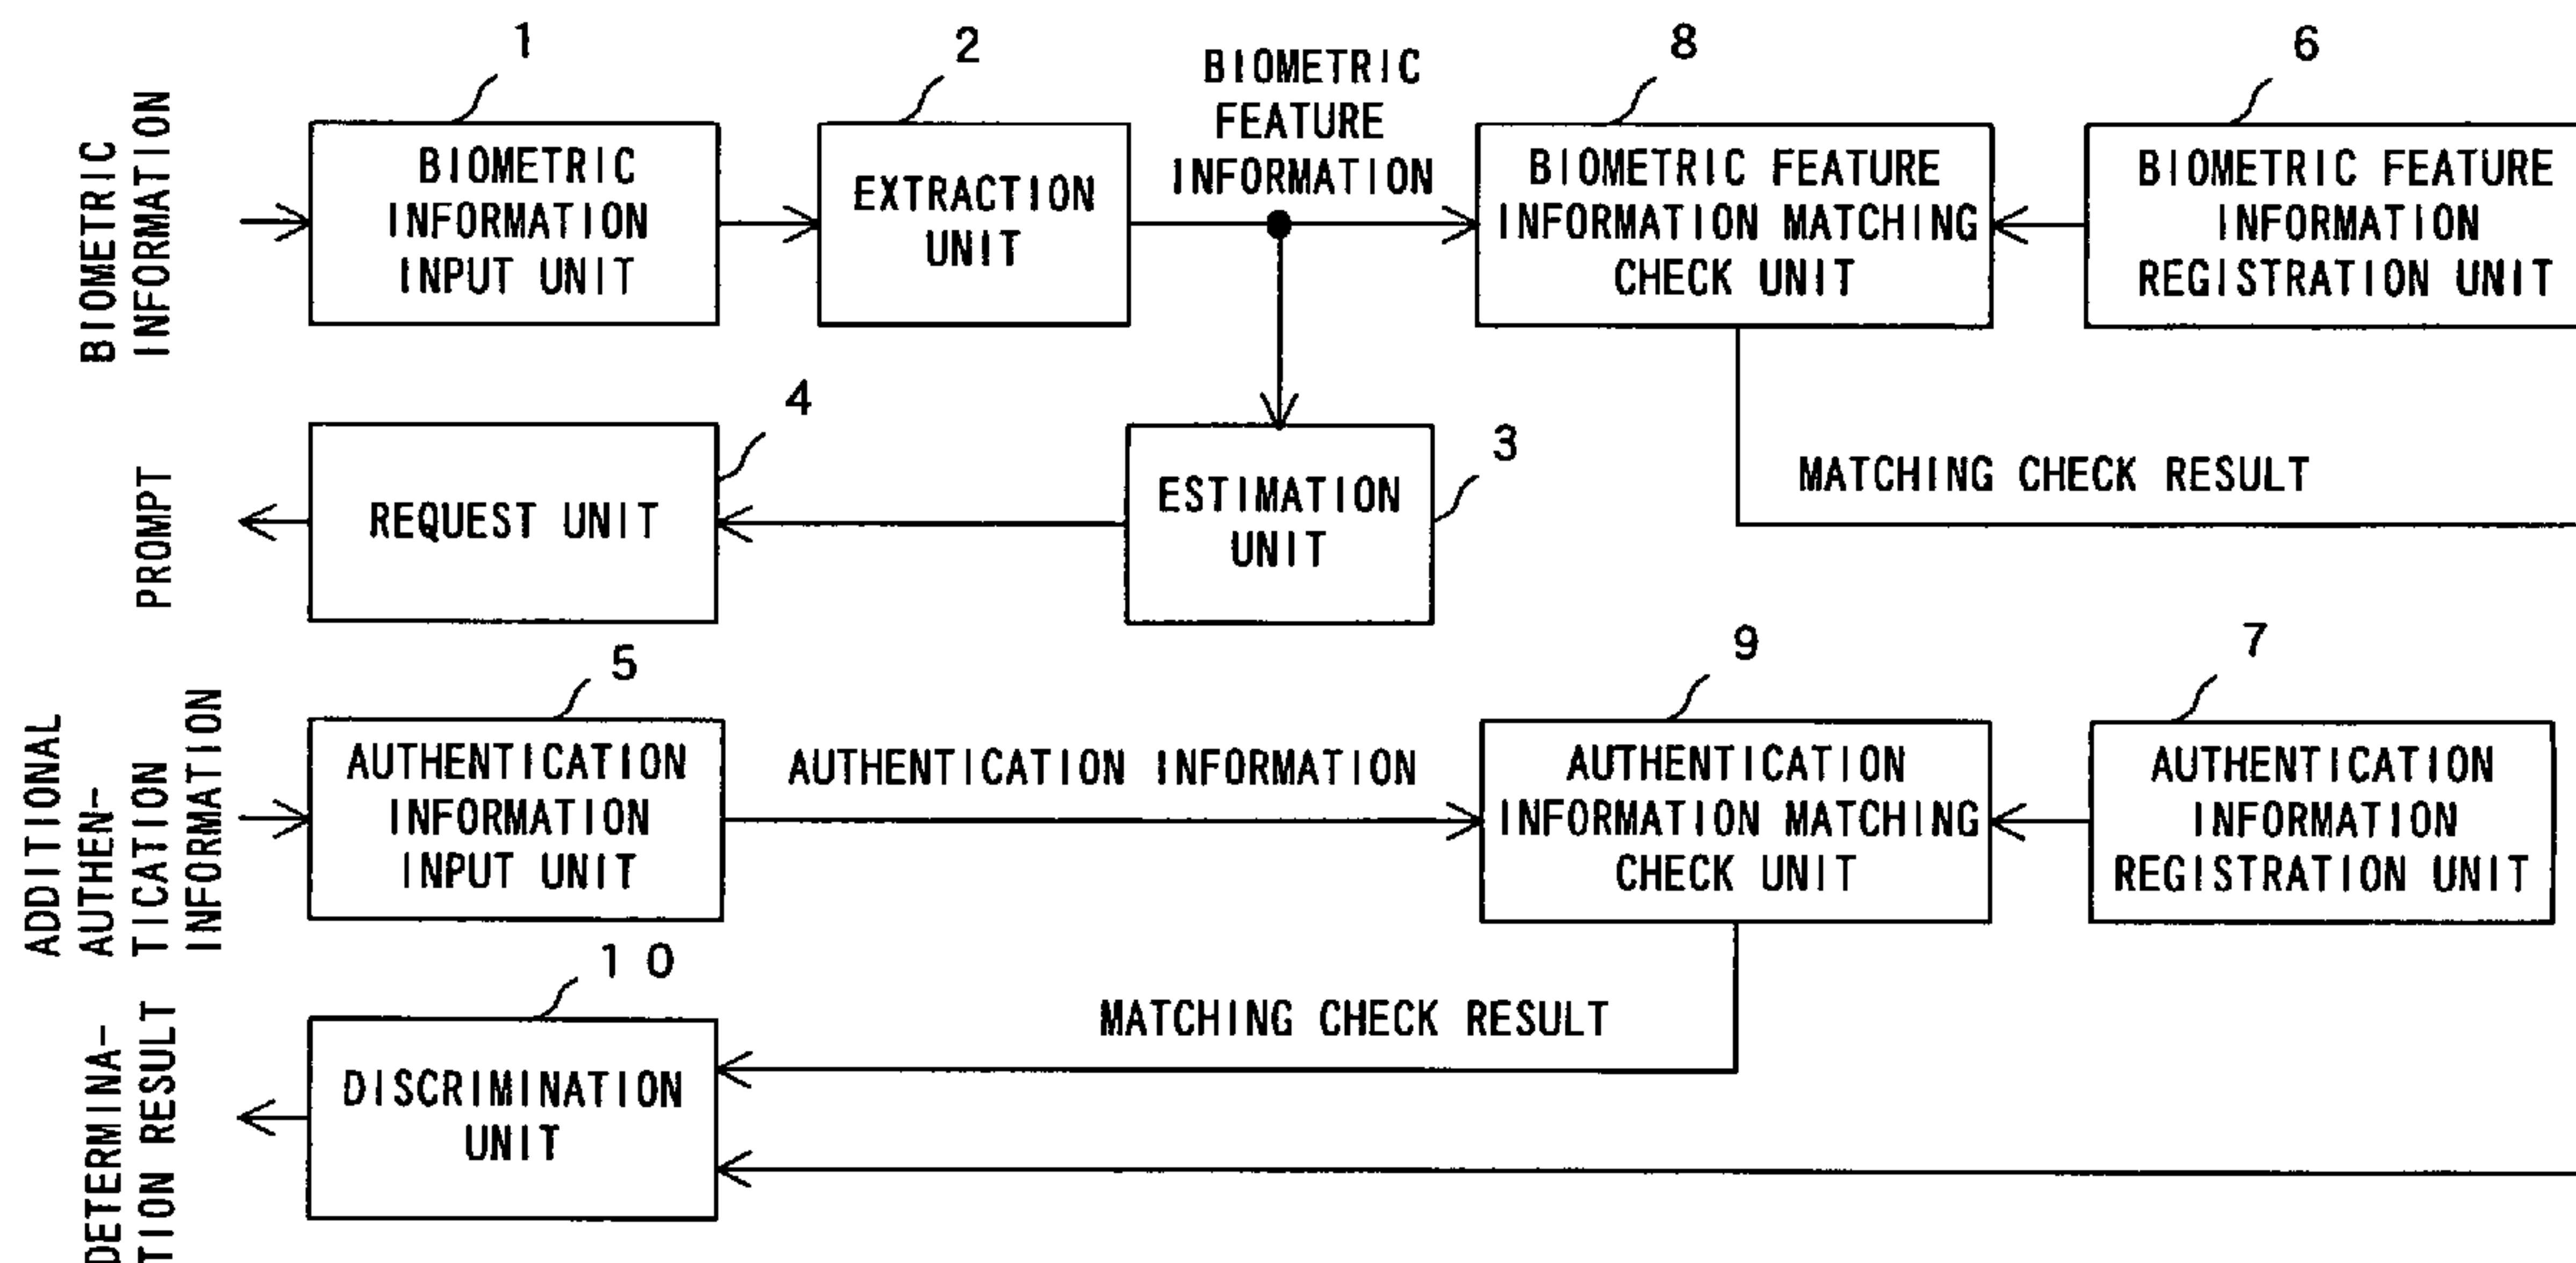 1
2
BIOMETRIC
FEATURE
INFORMATION
8
6
BIOMETRIC
INFORMATION
BIOMETRIC
INFORMATION
INPUT UNIT
EXTRACTION
UNIT
BIOMETRIC FEATURE
INFORMATION MATCHING
CHECK UNIT
BIOMETRIC FEATURE
INFORMATION
REGISTRATION UNIT
4
3
PROMPT
REQUEST UNIT
ESTIMATION
UNIT
MATCHING CHECK RESULT
5
9
7
ADDITIONAL
AUTHEN-
TICATION
INFORMATION
AUTHENTICATION
INFORMATION
INPUT UNIT
AUTHENTICATION INFORMATION
AUTHENTICATION
INFORMATION MATCHING
CHECK UNIT
AUTHENTICATION
INFORMATION
REGISTRATION UNIT
10
DETERMINA-
TION RESULT
DISCRIMINATION
UNIT
MATCHING CHECK RESULT